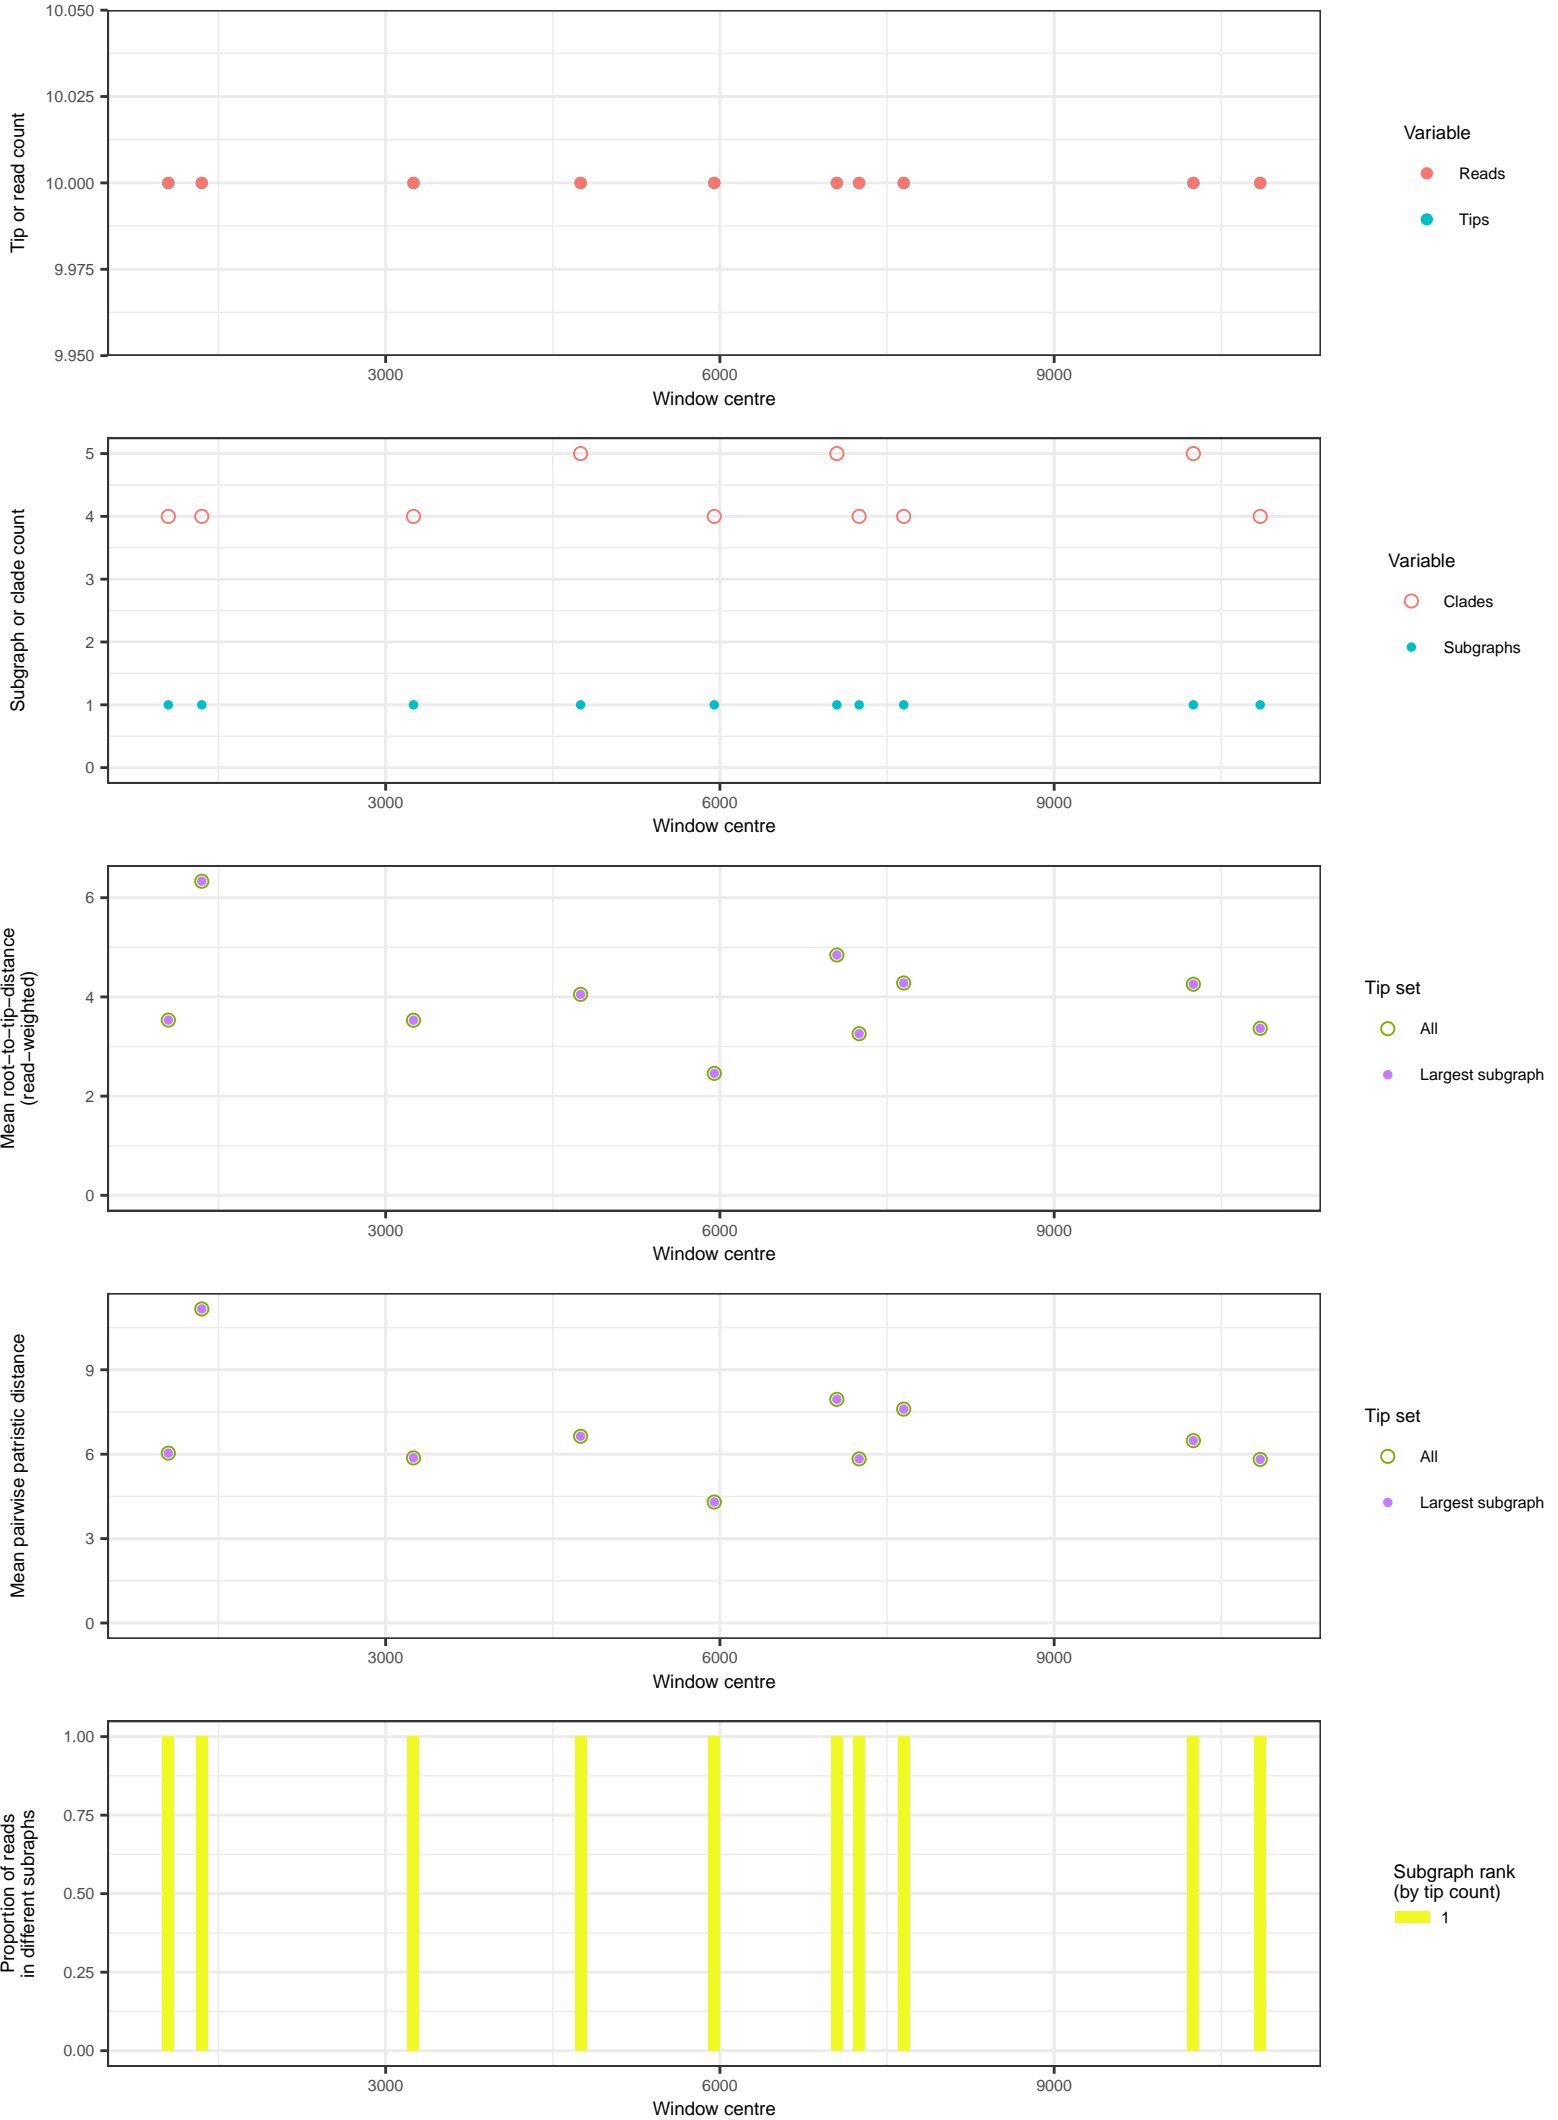 10.050
10.025
10.000
9.975
9.950
Tip or read count
3000
6000
9000
Window centre
Variable
Reads
Tips
5
4
3
2
1
0
Subgraph or clade count
3000
6000
9000
Window centre
Variable
Clades
Subgraphs
6
4
2
0
Mean root−to−tip−distance
(read−weighted)
3000
6000
9000
Window centre
Tip set
All
Largest subgraph
9
6
3
0
Mean pairwise patristic distance
3000
6000
9000
Window centre
Tip set
All
Largest subgraph
1.00
0.75
0.50
0.25
0.00
Proportion of reads
in different subraphs
3000
6000
9000
Window centre
Subgraph rank
(by tip count)
1